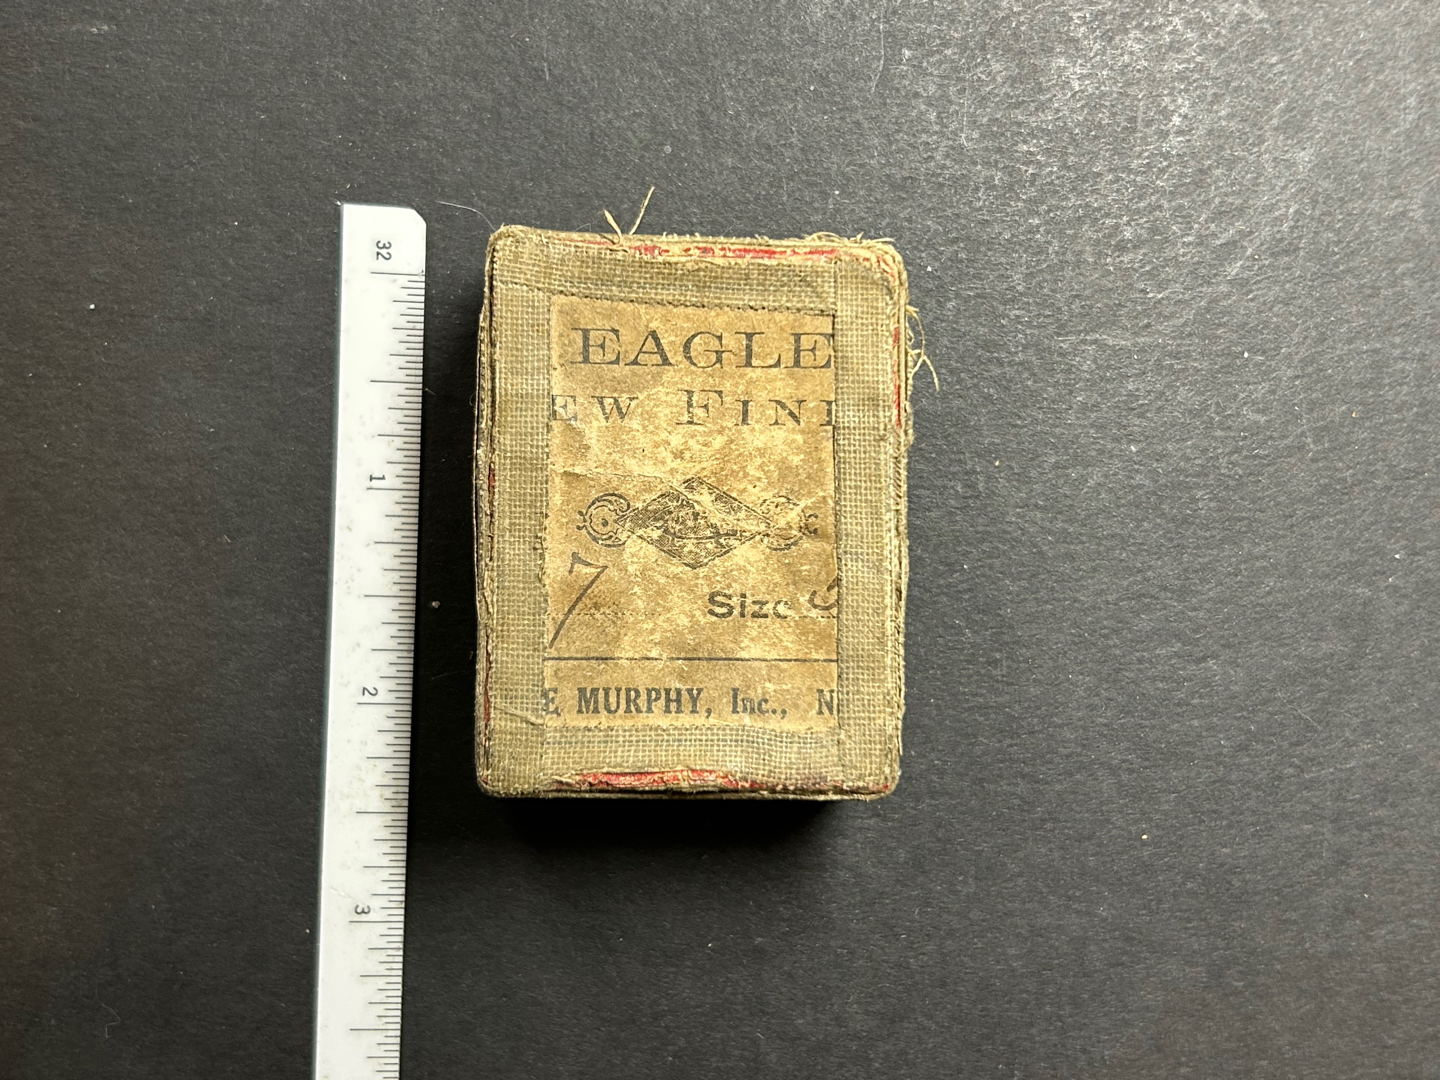 32
1
2
3
EAGLE
EW FINI
7
Size
E MURPHY, Inc., N